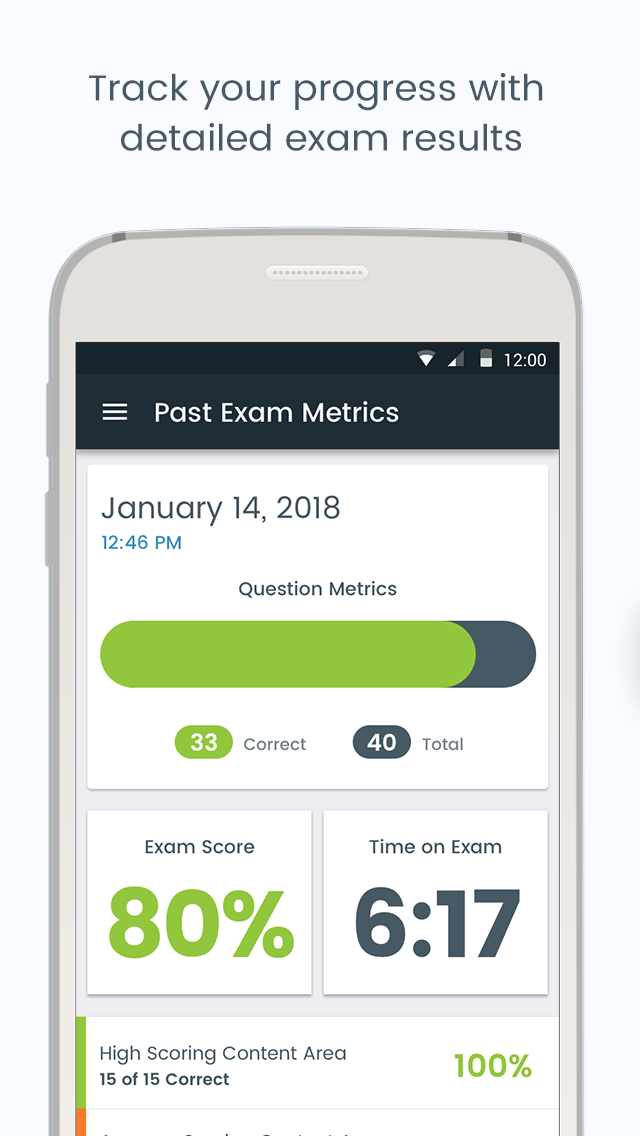 Track your progress with
detailed exam results
12:00
Past Exam Metrics
January 14, 2018
12:46 PM
Question Metrics
33 Correct 40 Total
Exam Score
80%
Time on Exam
6:17
High Scoring Content Area
15 of 15 Correct
100%